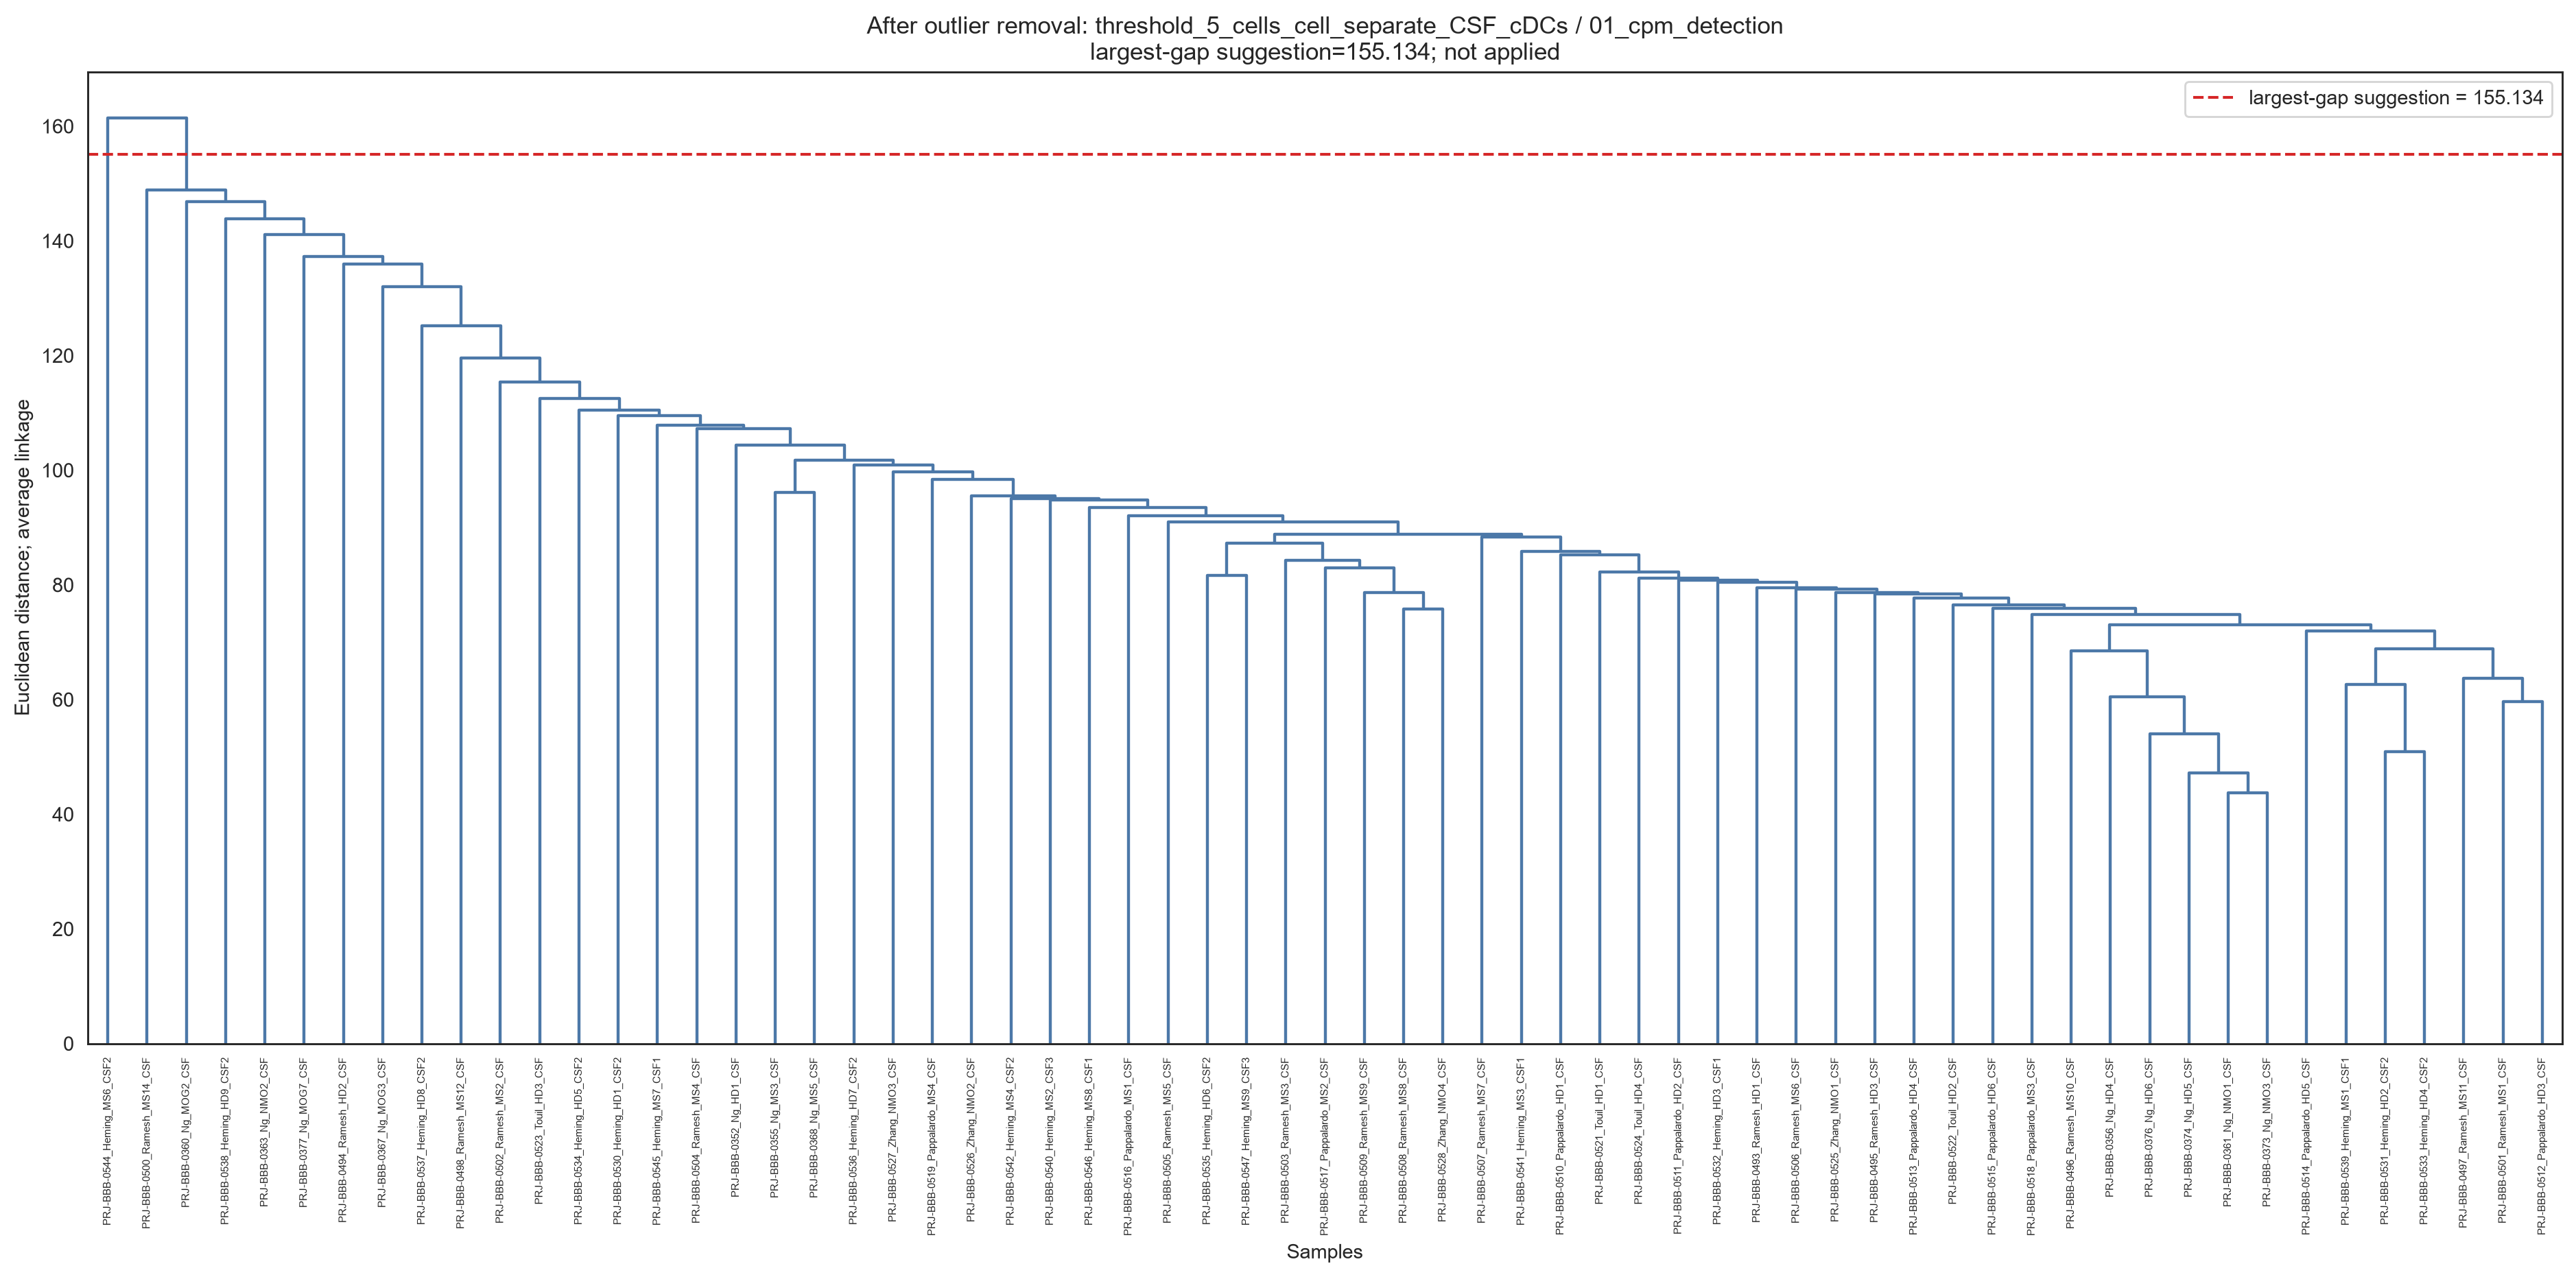 After outlier removal: threshold_5_cells_cell_separate_CSF_cDCs / 01_cpm_detection
largest-gap suggestion=155.134; not applied
largest-gap suggestion = 155.134
Euclidean distance; average linkage
160
140
120
100
80
60
40
20
0
PRJ-BBB-0544_Heming_MS6_CSF2
PRJ-BBB-0500_Ramesh_MS14_CSF
PRJ-BBB-0360_Ng_MOG2_CSF
PRJ-BBB-0538_Heming_HD9_CSF2
PRJ-BBB-0363_Ng_NMO2_CSF
PRJ-BBB-0377_Ng_MOG7_CSF
PRJ-BBB-0494_Ramesh_HD2_CSF
PRJ-BBB-0367_Ng_MOG3_CSF
PRJ-BBB-0537_Heming_HD8_CSF2
PRJ-BBB-0498_Ramesh_MS12_CSF
PRJ-BBB-0502_Ramesh_MS2_CSF
PRJ-BBB-0523_Touil_HD3_CSF
PRJ-BBB-0534_Heming_HD5_CSF2
PRJ-BBB-0530_Heming_HD1_CSF2
PRJ-BBB-0545_Heming_MS7_CSF1
PRJ-BBB-0504_Ramesh_MS4_CSF
PRJ-BBB-0352_Ng_HD1_CSF
PRJ-BBB-0355_Ng_MS3_CSF
PRJ-BBB-0368_Ng_MS5_CSF
PRJ-BBB-0536_Heming_HD7_CSF2
PRJ-BBB-0527_Zhang_NMO3_CSF
PRJ-BBB-0519_Pappalardo_MS4_CSF
PRJ-BBB-0526_Zhang_NMO2_CSF
PRJ-BBB-0542_Heming_MS4_CSF2
PRJ-BBB-0540_Heming_MS2_CSF3
PRJ-BBB-0546_Heming_MS8_CSF1
PRJ-BBB-0516_Pappalardo_MS1_CSF
PRJ-BBB-0505_Ramesh_MS5_CSF
PRJ-BBB-0535_Heming_HD6_CSF2
PRJ-BBB-0547_Heming_MS9_CSF3
PRJ-BBB-0503_Ramesh_MS3_CSF
PRJ-BBB-0517_Pappalardo_MS2_CSF
PRJ-BBB-0509_Ramesh_MS9_CSF
PRJ-BBB-0508_Ramesh_MS8_CSF
PRJ-BBB-0528_Zhang_NMO4_CSF
PRJ-BBB-0507_Ramesh_MS7_CSF
PRJ-BBB-0541_Heming_MS3_CSF1
PRJ-BBB-0510_Pappalardo_HD1_CSF
PRJ-BBB-0521_Touil_HD1_CSF
PRJ-BBB-0524_Touil_HD4_CSF
PRJ-BBB-0511_Pappalardo_HD2_CSF
PRJ-BBB-0532_Heming_HD3_CSF1
PRJ-BBB-0493_Ramesh_HD1_CSF
PRJ-BBB-0506_Ramesh_MS6_CSF
PRJ-BBB-0525_Zhang_NMO1_CSF
PRJ-BBB-0495_Ramesh_HD3_CSF
PRJ-BBB-0513_Pappalardo_HD4_CSF
PRJ-BBB-0522_Touil_HD2_CSF
PRJ-BBB-0515_Pappalardo_HD6_CSF
PRJ-BBB-0518_Pappalardo_MS3_CSF
PRJ-BBB-0496_Ramesh_MS10_CSF
PRJ-BBB-0356_Ng_HD4_CSF
PRJ-BBB-0376_Ng_HD6_CSF
PRJ-BBB-0374_Ng_HD5_CSF
PRJ-BBB-0361_Ng_NMO1_CSF
PRJ-BBB-0373_Ng_NMO3_CSF
PRJ-BBB-0514_Pappalardo_HD5_CSF
PRJ-BBB-0539_Heming_MS1_CSF1
PRJ-BBB-0531_Heming_HD2_CSF2
PRJ-BBB-0533_Heming_HD4_CSF2
PRJ-BBB-0497_Ramesh_MS11_CSF
PRJ-BBB-0501_Ramesh_MS1_CSF
PRJ-BBB-0512_Pappalardo_HD3_CSF
Samples